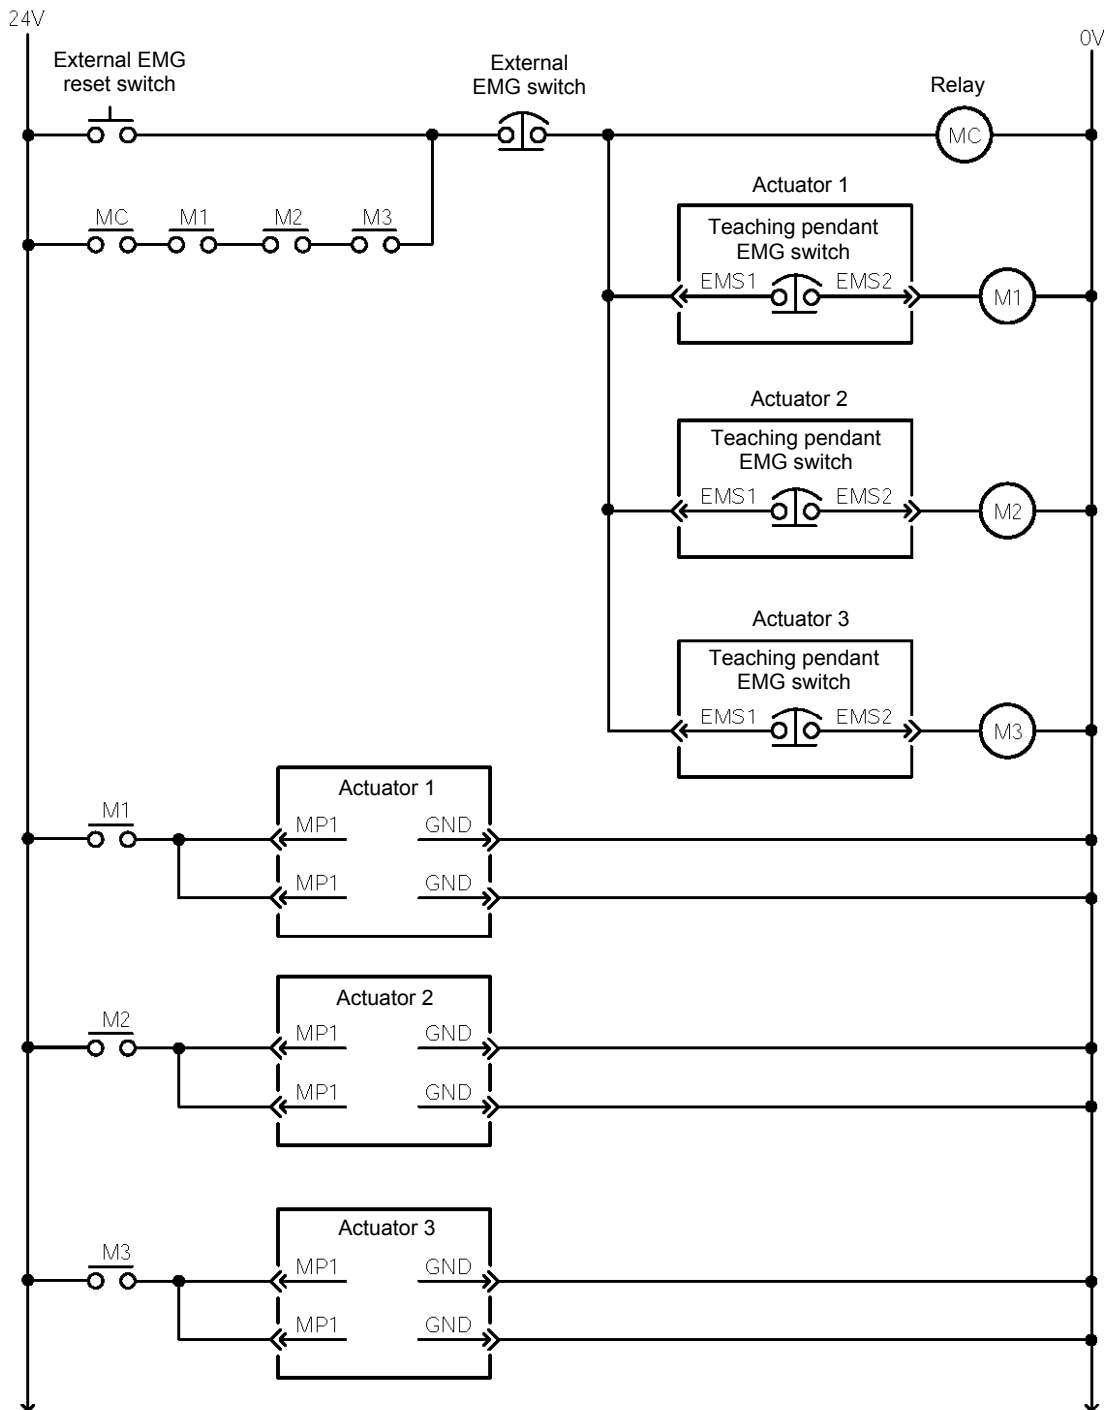 24V
0V
External EMG
reset switch
External
EMG switch
Relay
MC
MC M1 M2 M3
Actuator 1
Teaching pendant
EMG switch
EMS1 EMS2
M1
Actuator 2
Teaching pendant
EMG switch
EMS1 EMS2
M2
Actuator 3
Teaching pendant
EMG switch
EMS1 EMS2
M3
M1
Actuator 1
MP1 GND
MP1 GND
M2
Actuator 2
MP1 GND
MP1 GND
M3
Actuator 3
MP1 GND
MP1 GND